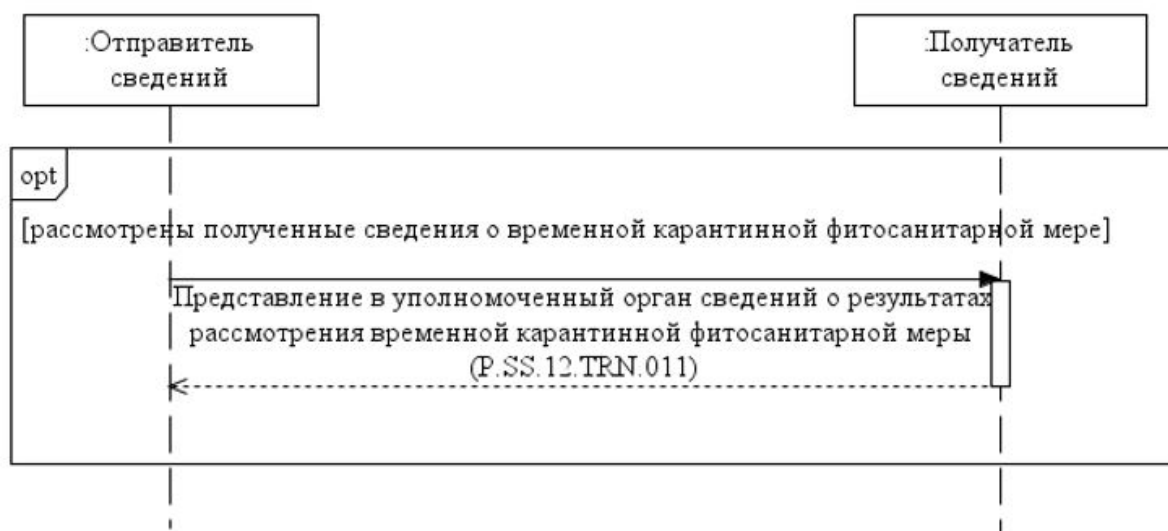 :Отправитель
сведений
:Получатель
сведений
opt
[рассмотрены полученные сведения о временной карантинной фитосанитарной мере]
Представление в уполномоченный орган сведений о результатах
рассмотрения временной карантинной фитосанитарной меры
(P.SS.12.TRN.011)